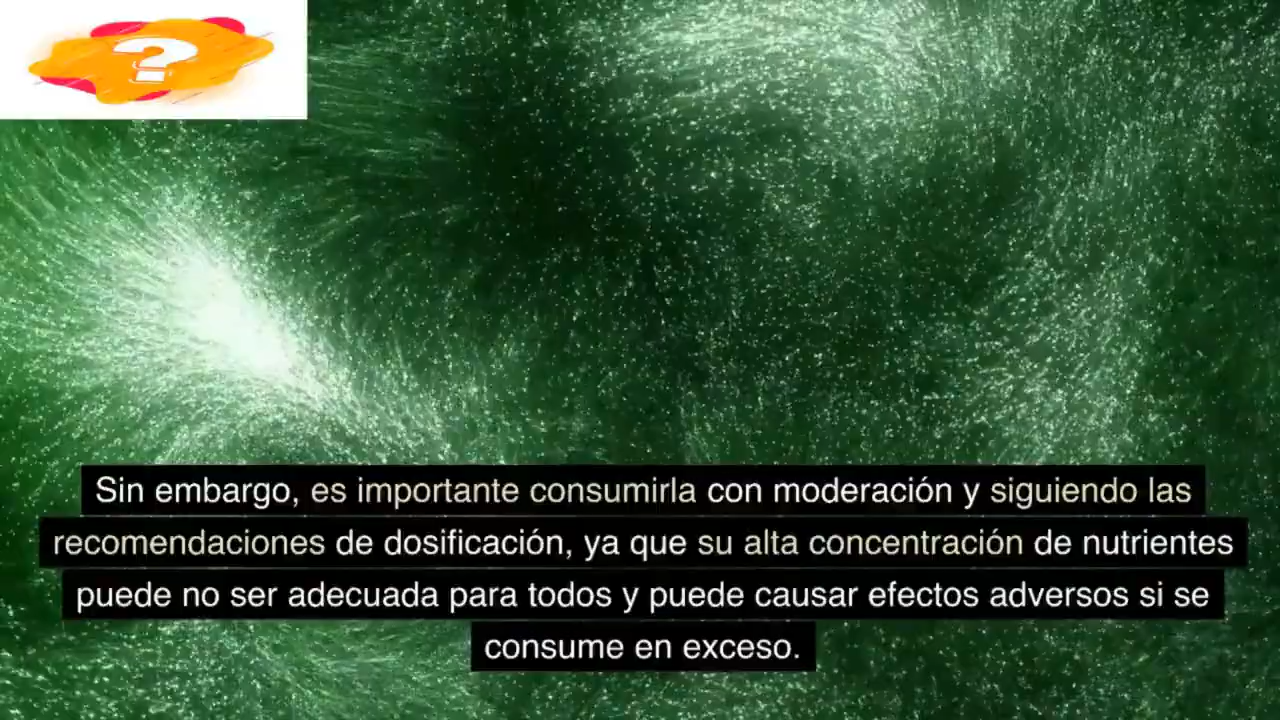 ?
Sin embargo, es importante consumirla con moderación y siguiendo las
recomendaciones de dosificación, ya que su alta concentración de nutrientes
puede no ser adecuada para todos y puede causar efectos adversos si se
consume en exceso.